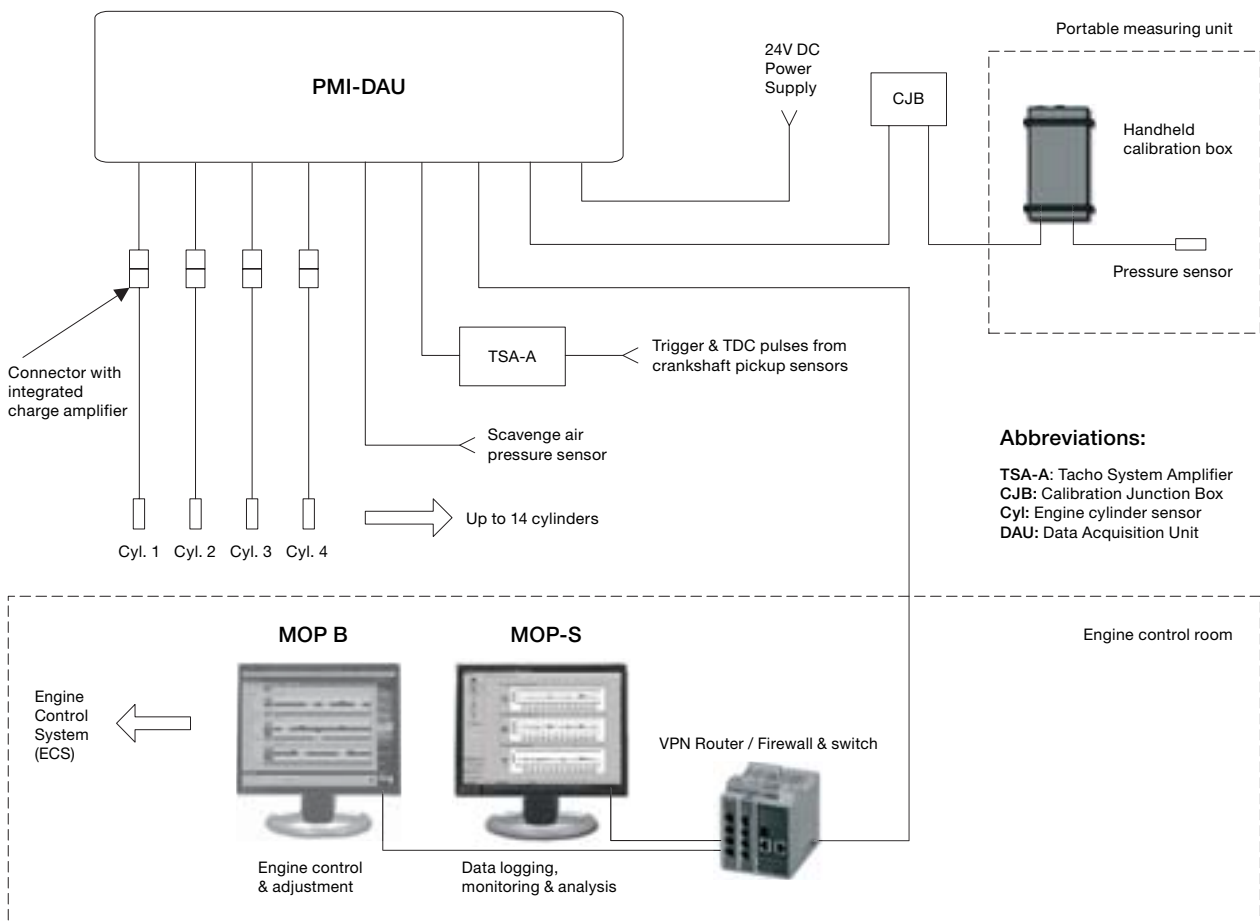 PMI-DAU
24V DC
Power
Supply
CJB
Portable measuring unit
Handheld
calibration box
Pressure sensor
Connector with
integrated
charge amplifier
TSA-A
Trigger & TDC pulses from
crankshaft pickup sensors
Scavenge air
pressure sensor
Up to 14 cylinders
Cyl. 1 Cyl. 2 Cyl. 3 Cyl. 4
Abbreviations:
TSA-A: Tacho System Amplifier
CJB: Calibration Junction Box
Cyl: Engine cylinder sensor
DAU: Data Acquisition Unit
Engine control room
MOP B
MOP-S
Engine
Control
System
(ECS)
VPN Router / Firewall & switch
Engine control
& adjustment
Data logging,
monitoring & analysis